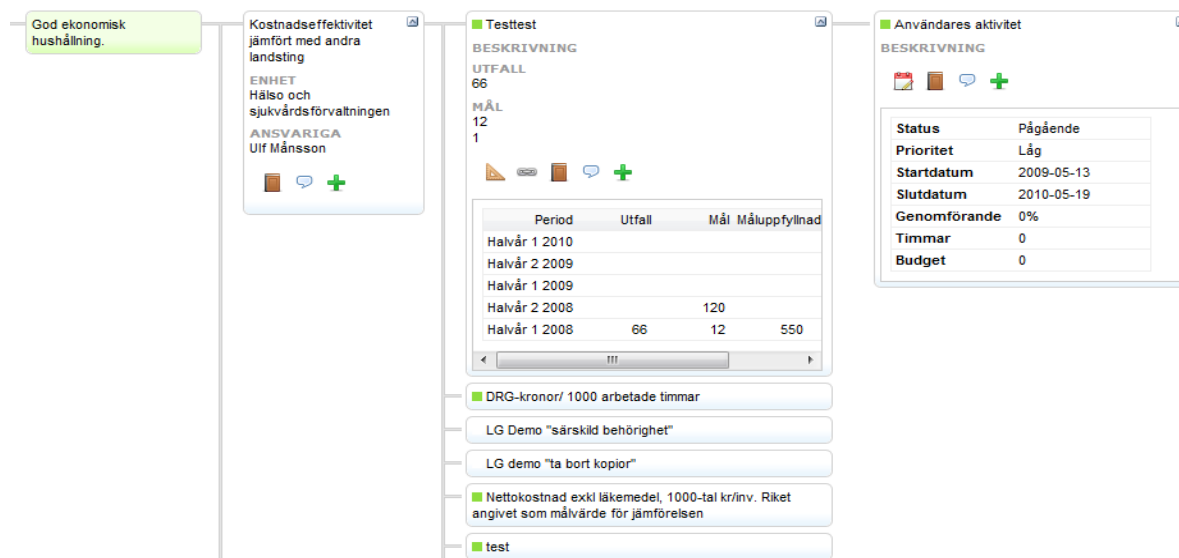 God ekonomisk
hushållning.
Kostnadseffektivitet
jämfört med andra
landsting
ENHET
Hälso och
sjukvårdsförvaltningen
ANSVARIGA
Ulf Månsson
Testtest
BESKRIVNING
UTFALL
66
MÅL
12
1
Period Utfall Mål Måluppfyllnad
Halvår 1 2010
Halvår 2 2009
Halvår 1 2009
Halvår 2 2008 120
Halvår 1 2008 66 12 550
DRG-kronor/ 1000 arbetade timmar
LG Demo "särskild behörighet"
LG demo "ta bort kopior"
Nettokostnad exkl läkemedel, 1000-tal kr/inv. Riket
angivet som målvärde för jämförelsen
test
Användares aktivitet
BESKRIVNING
Status Pågående
Prioritet Låg
Startdatum 2009-05-13
Slutdatum 2010-05-19
Genomförande 0%
Timmar 0
Budget 0